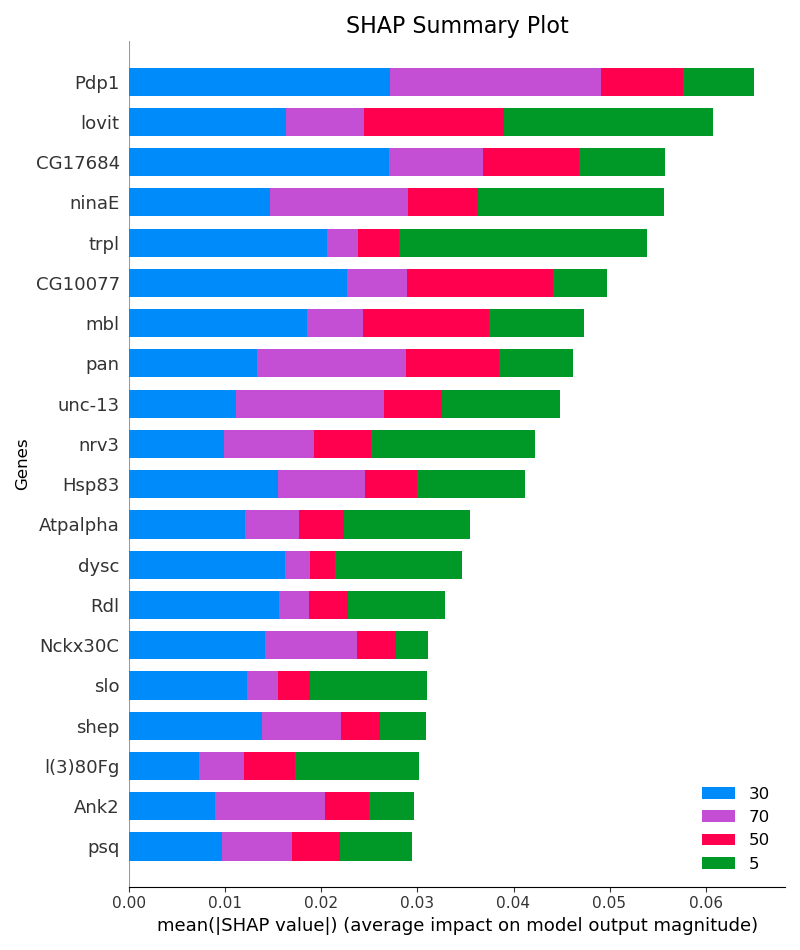 SHAP Summary Plot
Pdp1
lovit
CG17684
ninaE
trpl
CG10077
mbl
pan
unc-13
nrv3
Hsp83
Atpalpha
dysc
Rdl
Nckx30C
slo
shep
l(3)80Fg
Ank2
psq
Genes
30
70
50
5
0.00 0.01 0.02 0.03 0.04 0.05 0.06
mean(|SHAP value|) (average impact on model output magnitude)